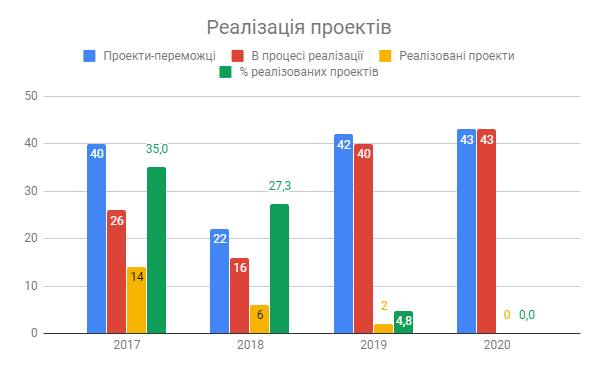 Реалізація проектів
Проекти-переможці В процесі реалізації Реалізовані проекти
% реалізованих проектів
50
40
30
20
10
0
40 26 14 35,0
22 16 6 27,3
42 40 2 4,8
43 43 0 0,0
2017 2018 2019 2020